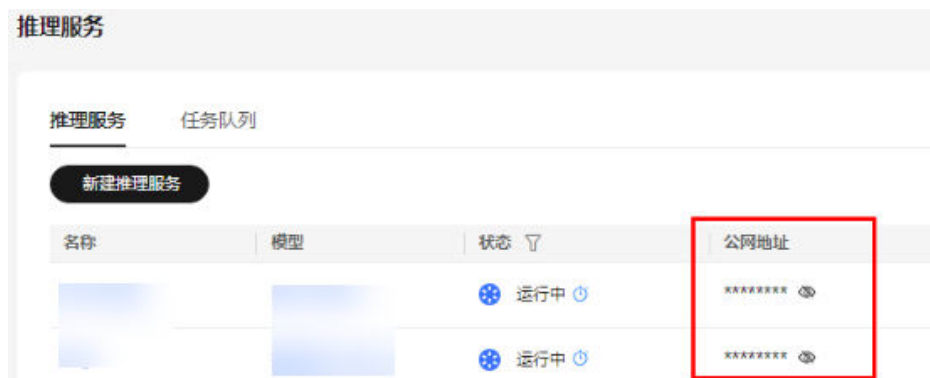 推理服务
推理服务 任务队列
新建推理服务
名称 模型 状态 公网地址
运行中 ********
运行中 ********